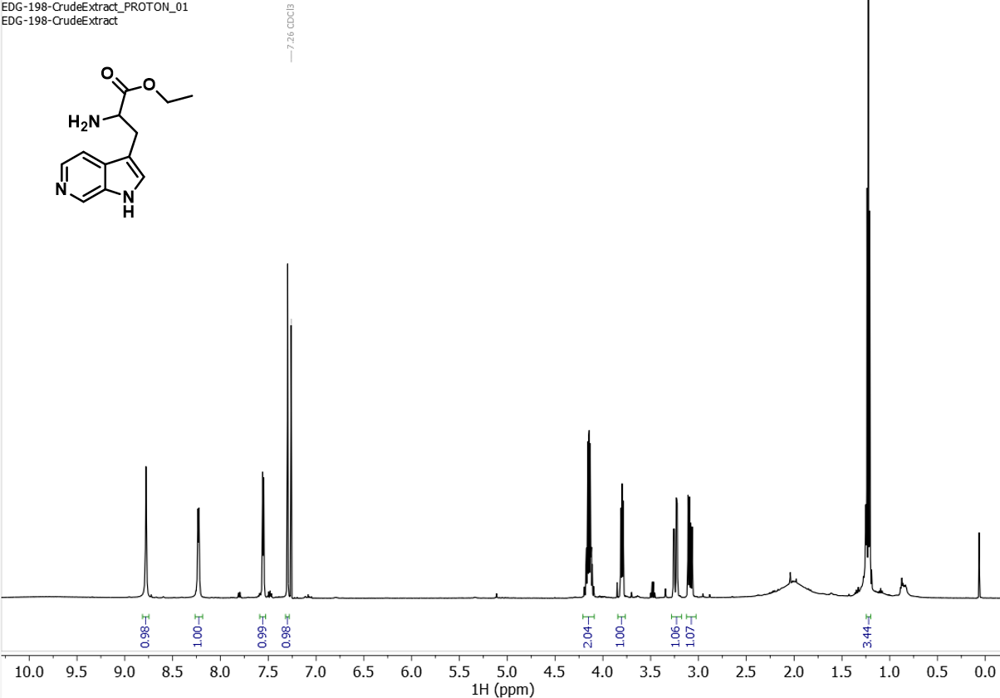 EDG-198-CrudeExtract_PROTON_01
EDG-198-CrudeExtract
7.26 CDCl3
O
O
H2N
N
N
H
0.98
1.00
0.99
0.98
2.04
1.00
1.06
1.07
3.44
10.0 9.5 9.0 8.5 8.0 7.5 7.0 6.5 6.0 5.5 5.0 4.5 4.0 3.5 3.0 2.5 2.0 1.5 1.0 0.5 0.0
1H (ppm)